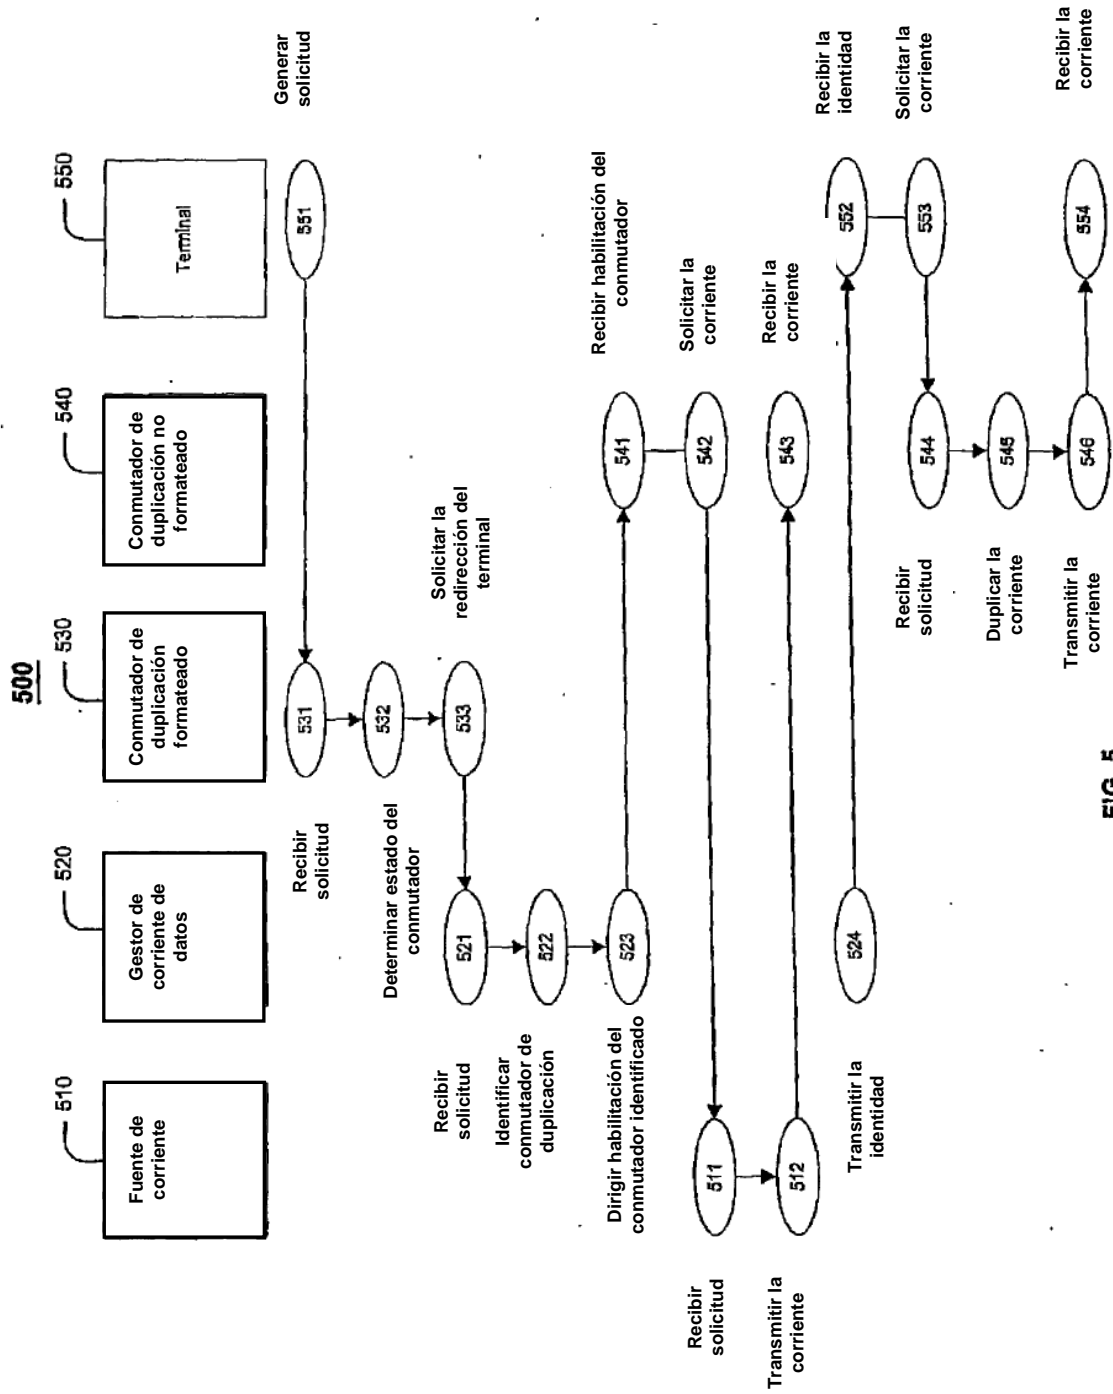 500
510
520
530
540
550
Fuente de
corriente
Gestor de
corriente de
datos
Conmutador de
duplicación
formateado
Conmutador de
duplicación no
formateado
Terminal
Generar
solicitud
551
Recibir
solicitud
531
Determinar estado del
conmutador
532
Solicitar la
redirección del
terminal
533
Recibir
solicitud
521
Identificar
conmutador de
duplicación
522
Dirigir habilitación del
conmutador identificado
523
Recibir habilitación del
conmutador
541
Solicitar la
corriente
542
Recibir
solicitud
511
Transmitir la
corriente
512
Recibir la
corriente
543
Transmitir la
identidad
524
Recibir la
identidad
552
Solicitar la
corriente
553
Recibir
solicitud
544
Duplicar la
corriente
545
Transmitir la
corriente
546
Recibir la
corriente
554
FIG. 5